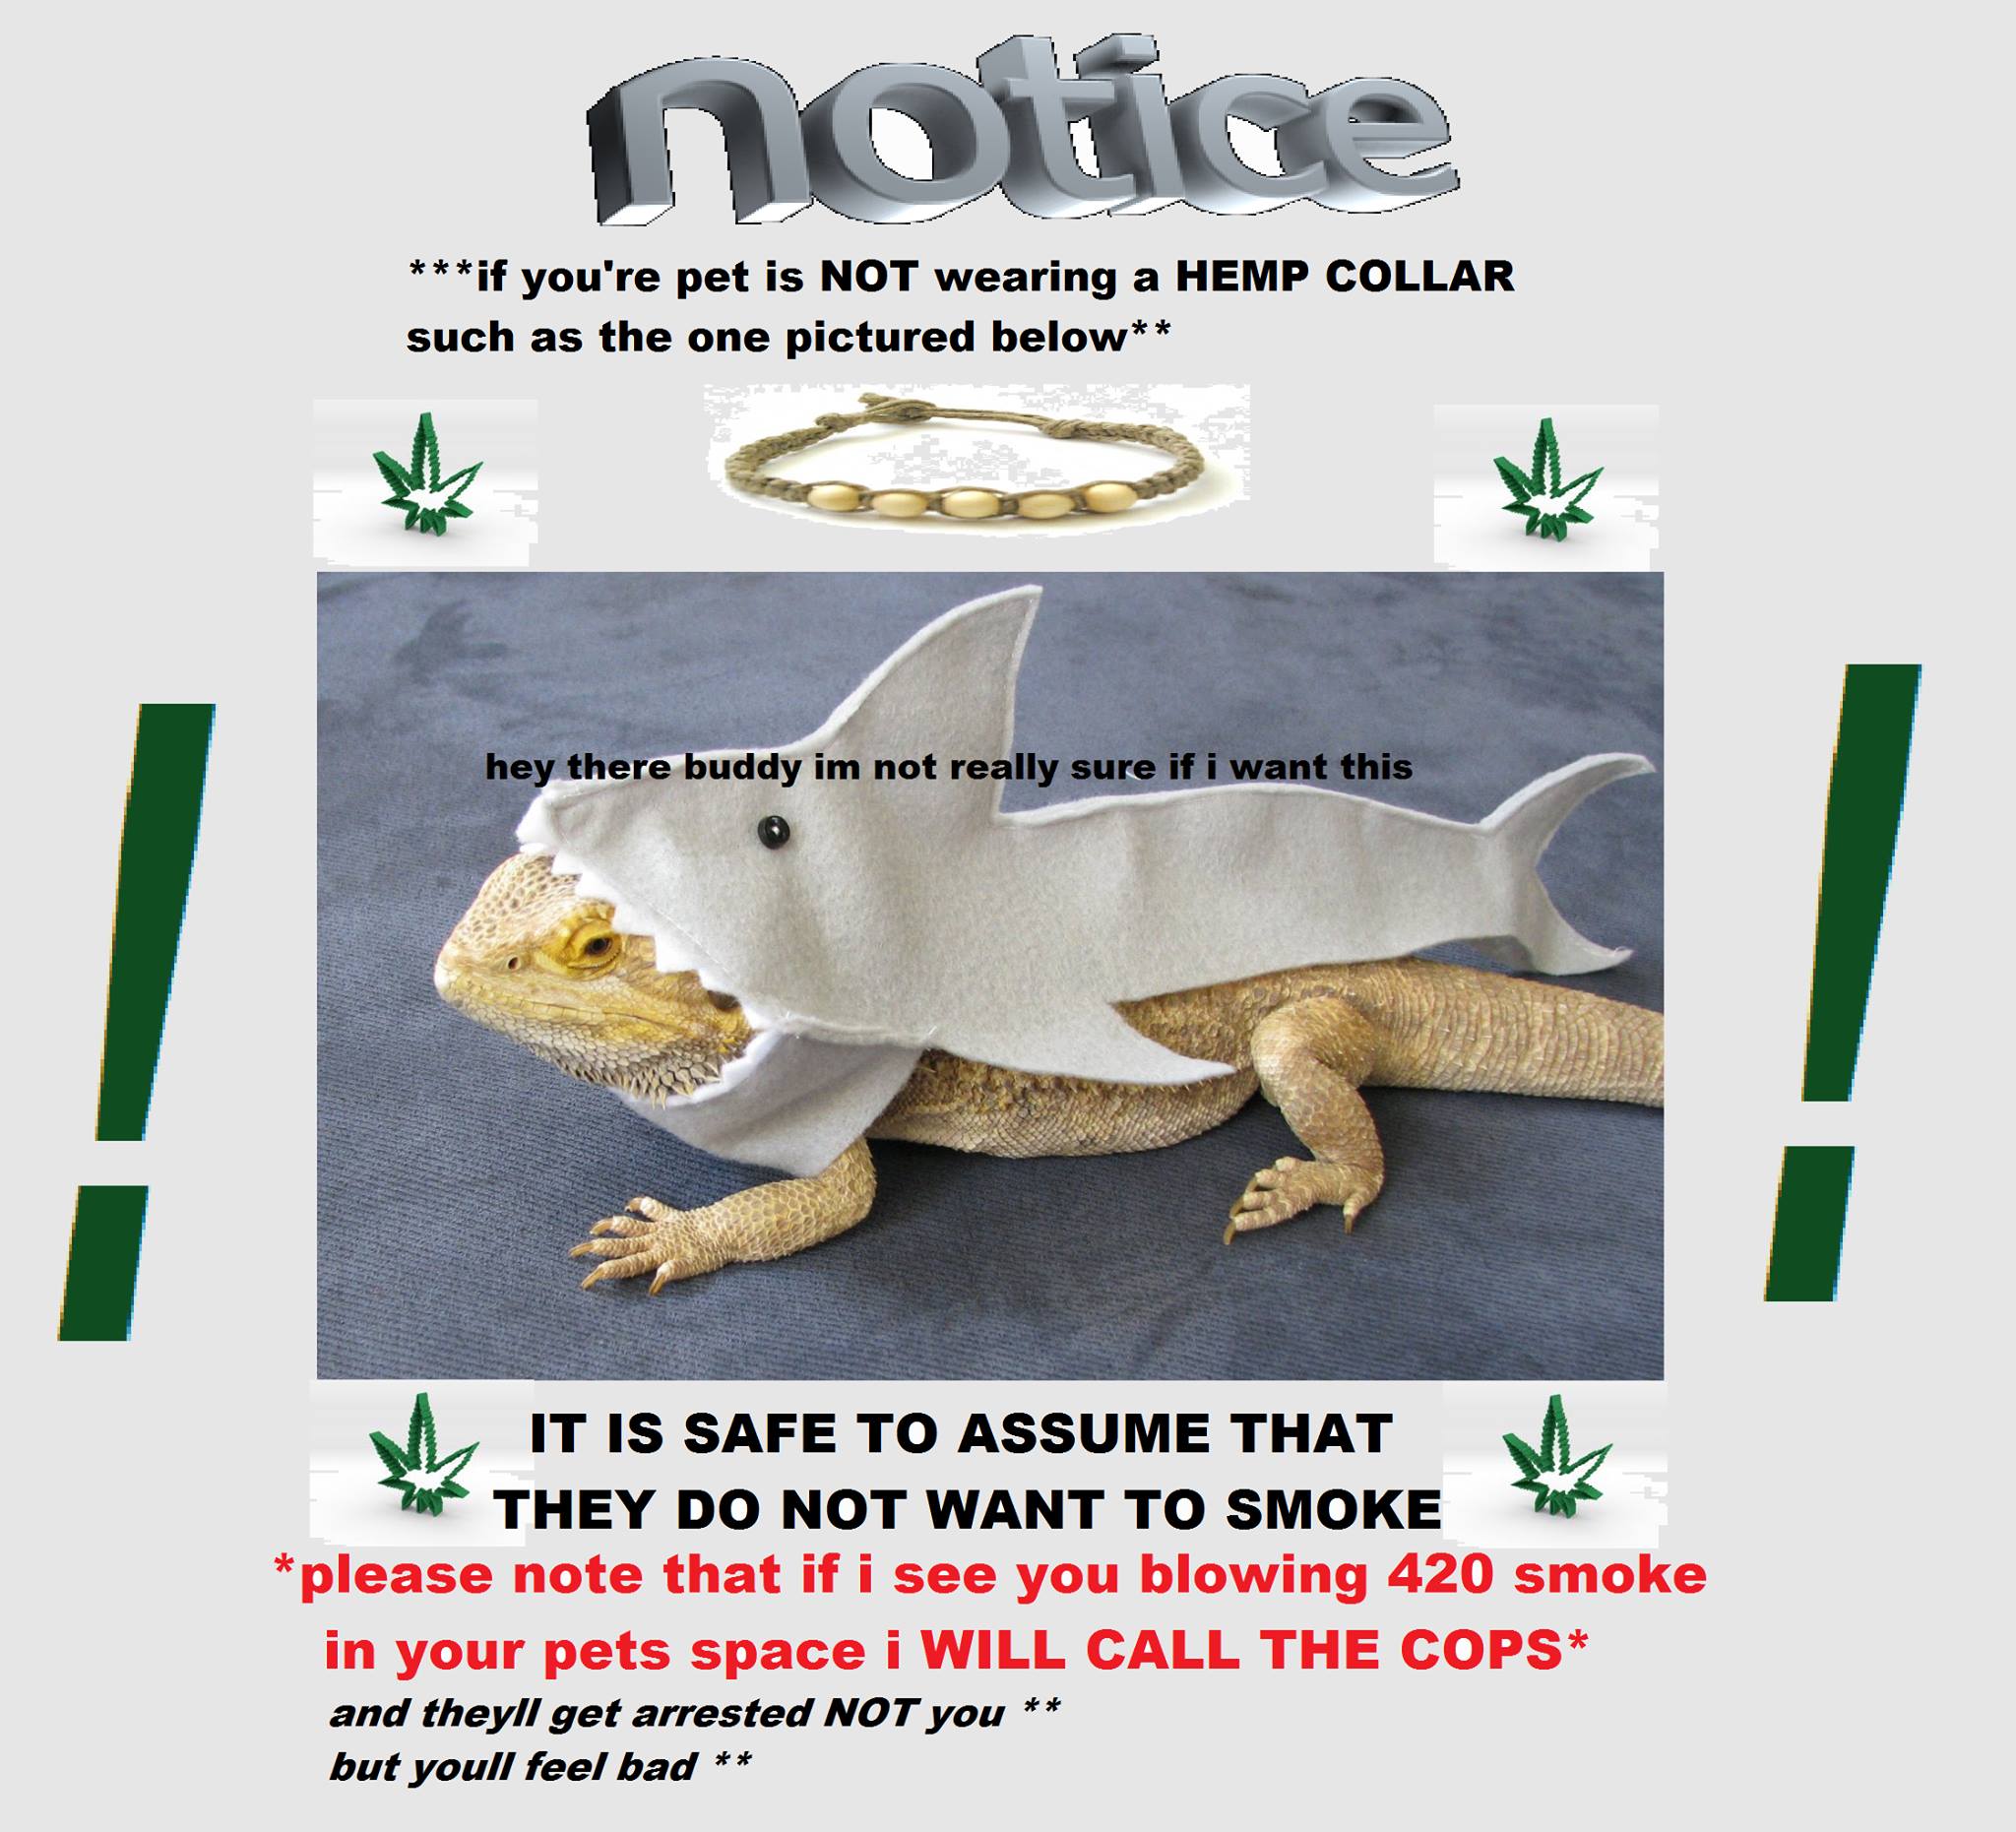 notice
***if you're pet is NOT wearing a HEMP COLLAR
such as the one pictured below**
hey there buddy im not really sure if i want this
! !
IT IS SAFE TO ASSUME THAT
THEY DO NOT WANT TO SMOKE
*please note that if i see you blowing 420 smoke
in your pets space i WILL CALL THE COPS*
and theyll get arrested NOT you **
but youll feel bad **